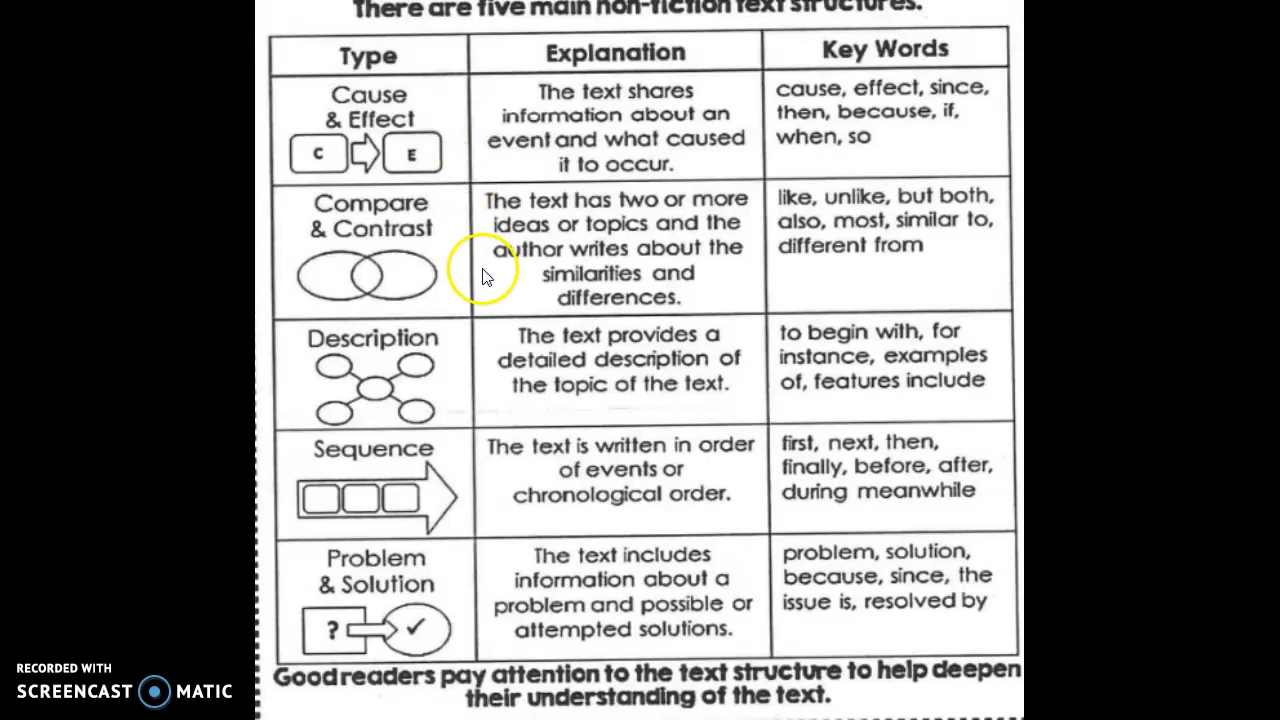 There are five main non-fiction text structures.
Type
Explanation
Key Words
Cause
& Effect
C
E
The text shares
information about an
event and what caused
it to occur.
cause, effect, since,
then, because, if,
when, so
Compare
& Contrast
The text has two or more
ideas or topics and the
author writes about the
similarities and
differences.
like, unlike, but both,
also, most, similar to,
different from
Description
The text provides a
detailed description of
the topic of the text.
to begin with, for
instance, examples
of, features include
Sequence
The text is written in order
of events or
chronological order.
first, next, then,
finally, before, after,
during meanwhile
Problem
& Solution
?
The text includes
information about a
problem and possible or
attempted solutions.
problem, solution,
because, since, the
issue is, resolved by
Good readers pay attention to the text structure to help deepen
their understanding of the text.
RECORDED WITH
SCREENCAST MATIC